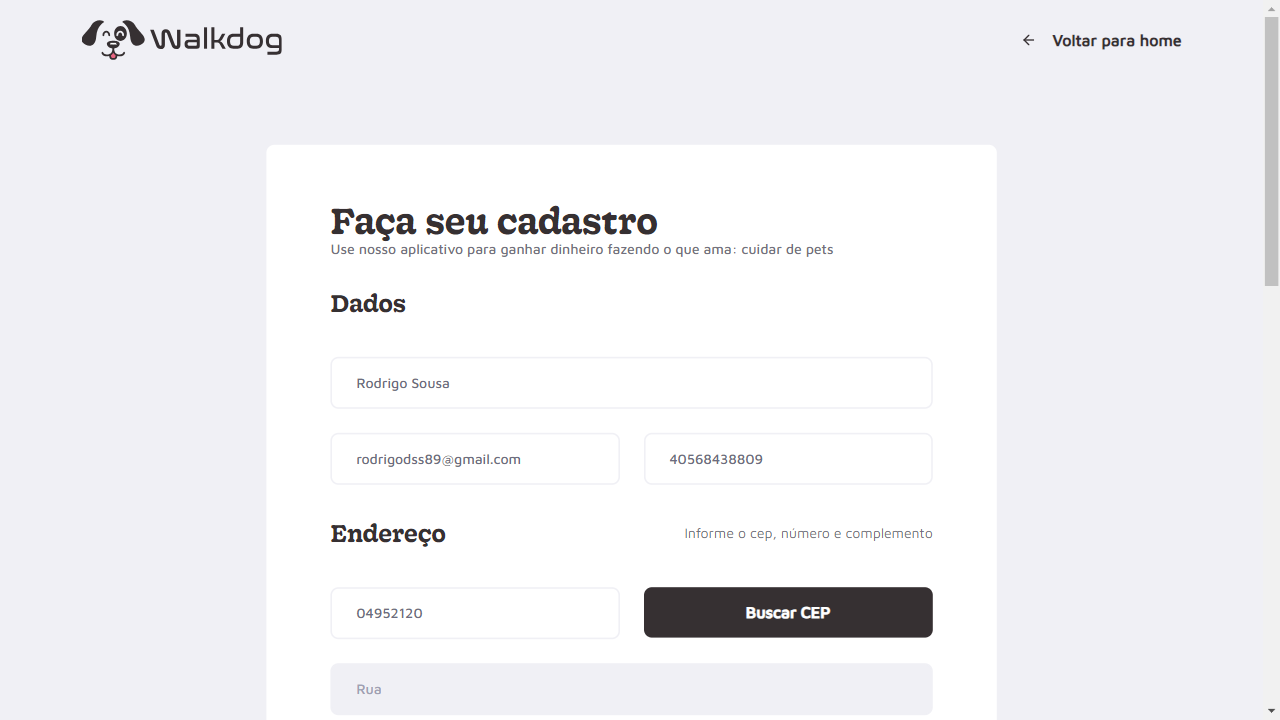 Walkdog
Voltar para home
Faça seu cadastro
Use nosso aplicativo para ganhar dinheiro fazendo o que ama: cuidar de pets
Dados
Rodrigo Sousa
rodrigodss89@gmail.com
40568438809
Endereço
Informe o cep, número e complemento
04952120
Buscar CEP
Rua